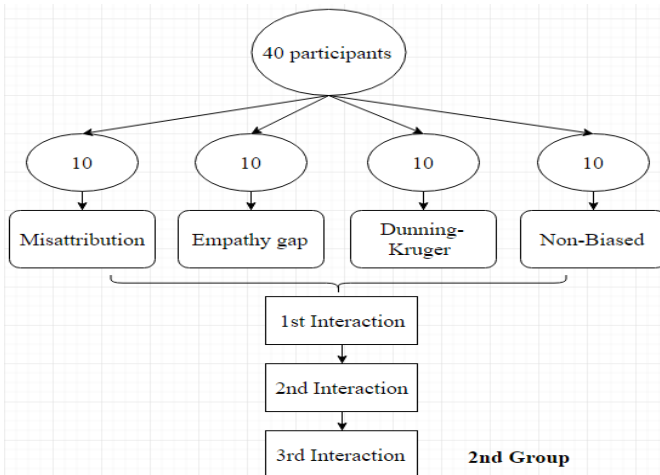 40 participants
10
10
10
10
Misattribution
Empathy gap
Dunning-
Kruger
Non-Biased
1st Interaction
2nd Interaction
3rd Interaction
2nd Group